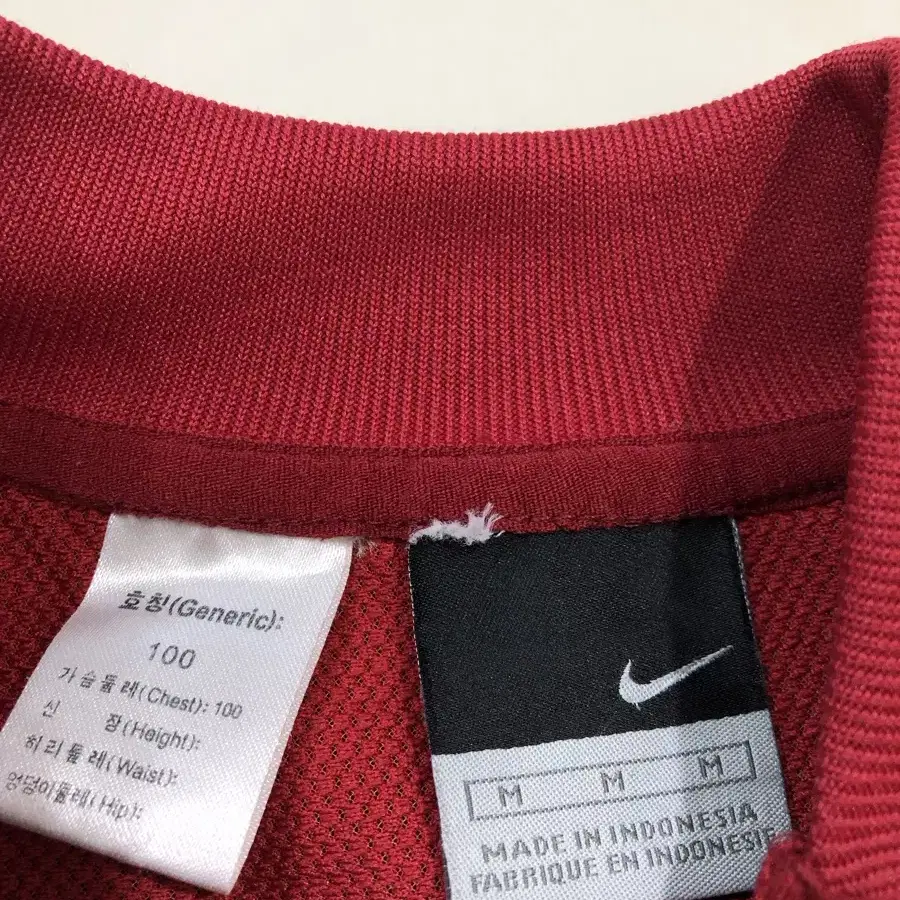 호칭(Generic):
100
가슴둘레(Chest): 100
신 장(Height):
허리둘레(Waist):
엉덩이둘레(Hip):
M M M
MADE IN INDONESIA
FABRIQUE EN INDONESIE